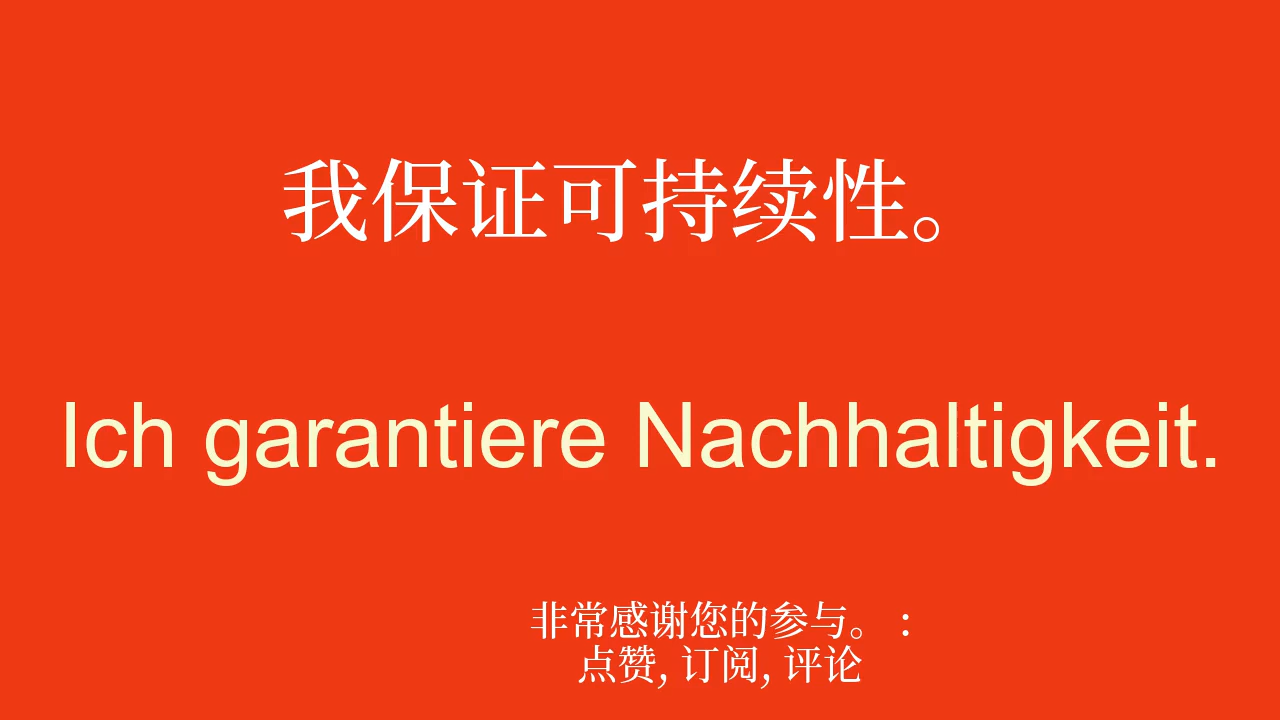 我保证可持续性。
Ich garantiere Nachhaltigkeit.
非常感谢您的参与。 :
点赞, 订阅, 评论